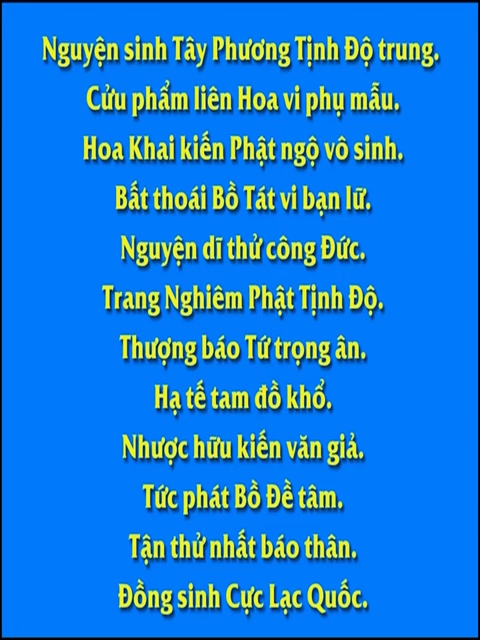 Nguyện sinh Tây Phương Tịnh Độ trung.
Cửu phẩm liên Hoa vi phụ mẫu.
Hoa Khai kiến Phật ngộ vô sinh.
Bất thoái Bồ Tát vi bạn lữ.
Nguyện dĩ thử công Đức.
Trang Nghiêm Phật Tịnh Độ.
Thượng báo Tứ trọng ân.
Hạ tế tam đồ khổ.
Nhược hữu kiến văn giả.
Tức phát Bồ Đề tâm.
Tận thử nhất báo thân.
Đồng sinh Cực Lạc Quốc.